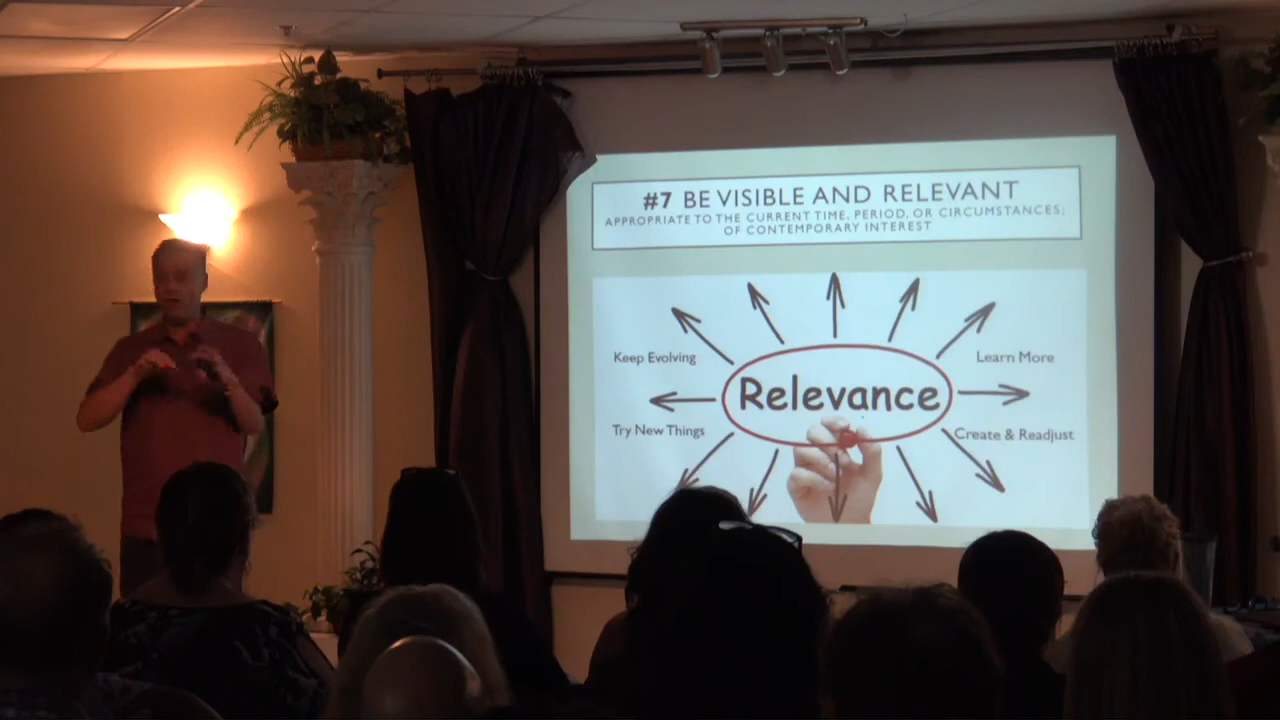 #7 BE VISIBLE AND RELEVANT
APPROPRIATE TO THE CURRENT TIME, PERIOD, OR CIRCUMSTANCES;
OF CONTEMPORARY INTEREST
Keep Evolving
Learn More
Relevance
Try New Things
Create & Readjust